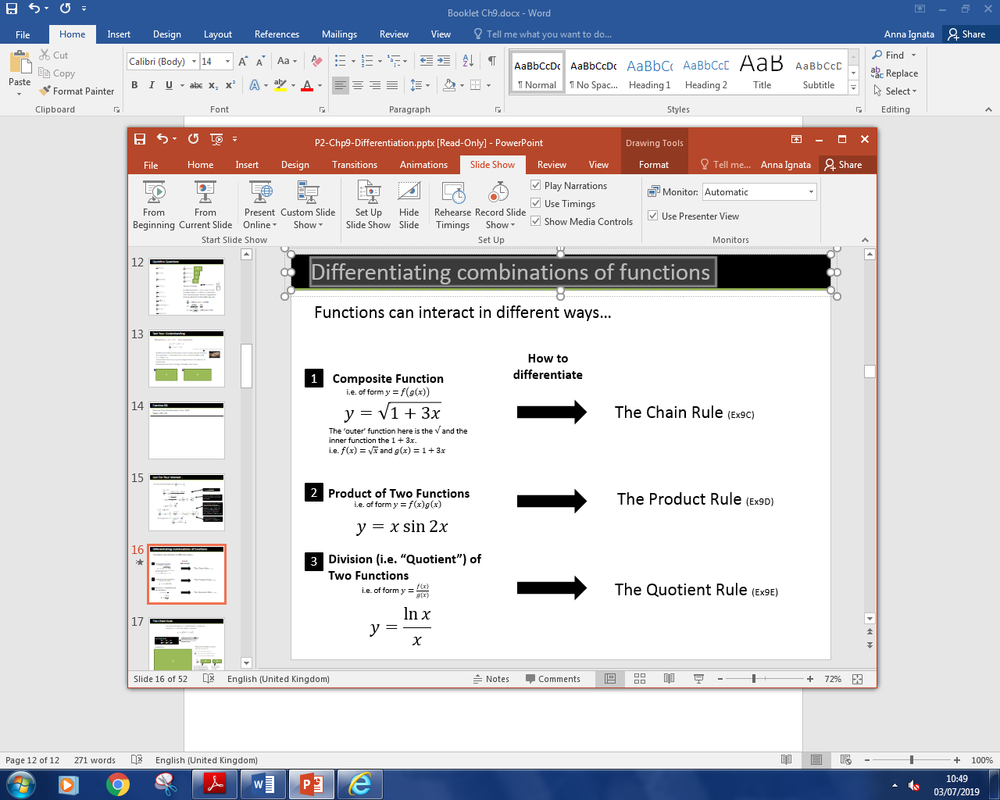 Booklet Ch9.docx - Word
File Home Insert Design Layout References Mailings Review View Tell me what you want to do... Anna Ignata Share
Paste
Cut
Copy
Format Painter
Calibri (Body) 14
B I U abc x₂ x² A ab A
AaBbCcDc AaBbCcDc AaBbCc AaBbCcD AaB AaBbCcD
¶ Normal ¶ No Spac... Heading 1 Heading 2 Title Subtitle
Find
Replace
Select
Clipboard Font Paragraph Styles Editing
P2-Chp9-Differentiation.pptx [Read-Only] - PowerPoint
Drawing Tools
File Home Insert Design Transitions Animations Slide Show Review View Format Tell me... Anna Ignata Share
From Beginning
From Current Slide
Present Online
Custom Slide Show
Set Up Slide Show
Hide Slide
Rehearse Timings
Record Slide Show
Play Narrations
Use Timings
Show Media Controls
Monitor: Automatic
Use Presenter View
Start Slide Show Set Up Monitors
12
Quickfire Questions
13
Test Your Understanding
14
15
Just For Your Interest...
16
Differentiating combinations of functions
17
The Chain Rule
Differentiating combinations of functions
Functions can interact in different ways...
How to
differentiate
1 Composite Function
i.e. of form y = f(g(x))
y = √1 + 3x
The ‘outer’ function here is the √ and the
inner function the 1 + 3x.
i.e. f(x) = √x and g(x) = 1 + 3x
The Chain Rule (Ex9C)
2 Product of Two Functions
i.e. of form y = f(x)g(x)
y = x sin 2x
The Product Rule (Ex9D)
3 Division (i.e. “Quotient”) of
Two Functions
i.e. of form y = f(x)/g(x)
y = ln x / x
The Quotient Rule (Ex9E)
Slide 16 of 52 English (United Kingdom) Notes Comments 72%
Page 12 of 12 271 words English (United Kingdom) 100%
10:49
03/07/2019